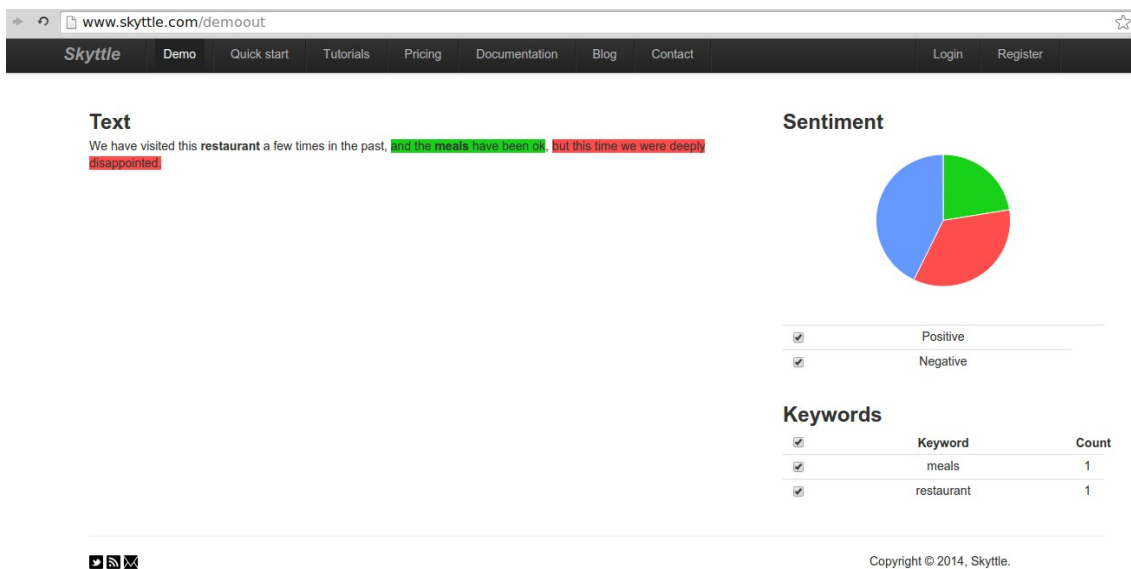 www.skyttle.com/demoout
Skyttle Demo Quick start Tutorials Pricing Documentation Blog Contact Login Register
Text
We have visited this restaurant a few times in the past, and the meals have been ok, but this time we were deeply
disappointed.
Sentiment
Positive
Negative
Keywords
Keyword Count
meals 1
restaurant 1
Copyright © 2014, Skyttle.